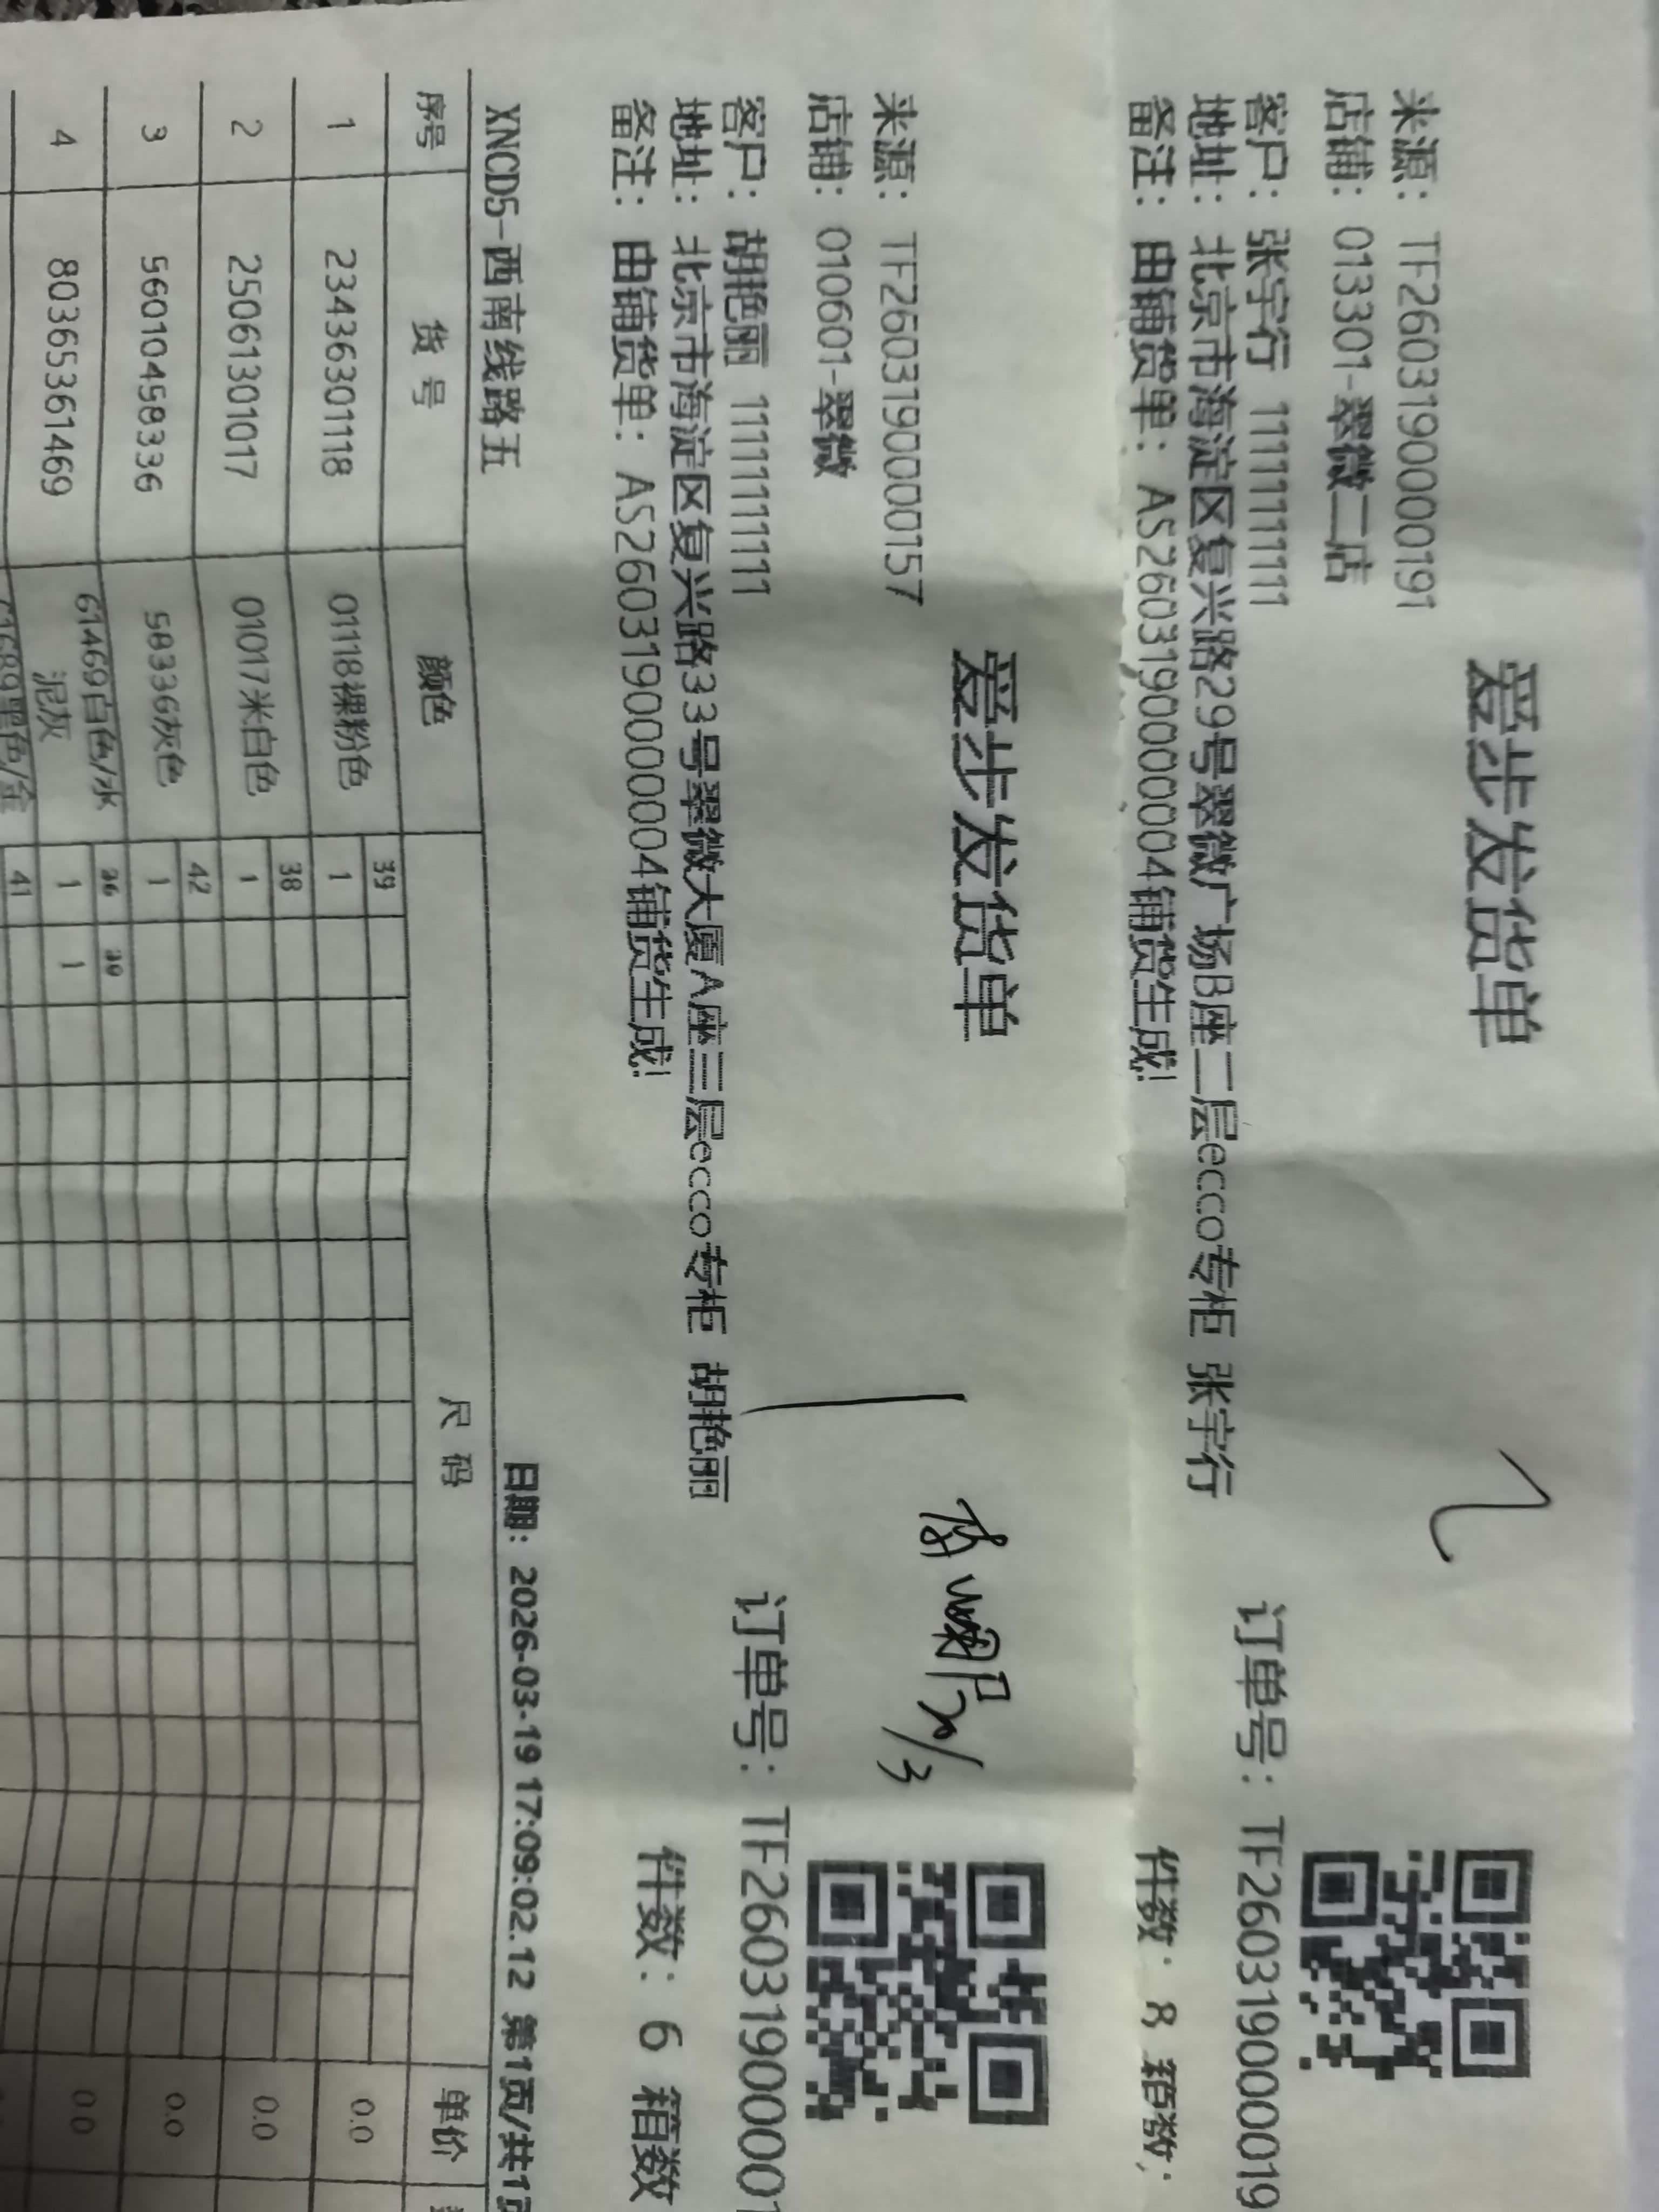 爱步发货单
来源: TF26031900000191
店铺: 013301-翠微二店
客户: 张宇行 11111111111 订单号: TF2603190000019
地址: 北京市海淀区复兴路29号翠微广场B座二层ecco专柜 张宇行
备注: 由铺货单: AS26031900000004铺货生成! 件数: 8 箱数:
爱步发货单
20/3
来源: TF26031900000157
店铺: 010601-翠微
客户: 胡艳丽 11111111111 订单号: TF260319000001
地址: 北京市海淀区复兴路33号翠微大厦A座三层ecco专柜 胡艳丽
备注: 由铺货单: AS26031900000004铺货生成! 件数: 6 箱数
XNCD5-西南线路五 日期: 2026-03-19 17:09:02.12 第1页/共1页
序号 货 号 颜色 尺 码 单价
39
1 23436301118 01118裸粉色 1 0.0
38
2 25061301017 01017米白色 1 0.0
42
3 56010458336 58336灰色 1 0.0
36 39
4 80365361469 61469白色/水泥灰 1 1 0.0
41